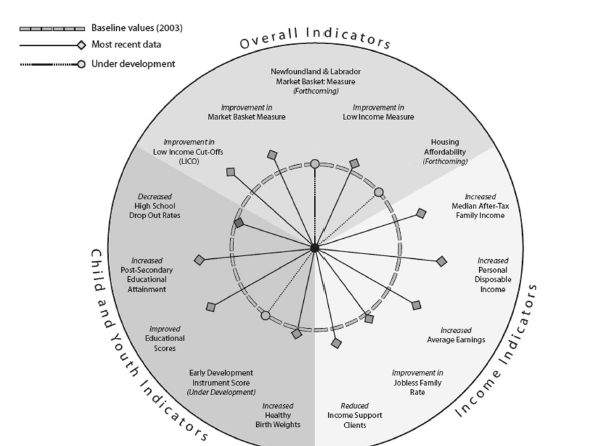 Baseline values (2003)
Most recent data
Under development
Overall Indicators
Newfoundland & Labrador
Market Basket Measure
(Forthcoming)
Improvement in
Market Basket Measure
Improvement in
Low Income Measure
Improvement in
Low Income Cut-Offs
(LICO)
Housing
Affordability
(Forthcoming)
Decreased
High School
Drop Out Rates
Increased
Median After-Tax
Family Income
Increased
Post-Secondary
Educational
Attainment
Increased
Personal
Disposable
Income
Improved
Educational
Scores
Increased
Average Earnings
Early Development
Instrument Score
(Under Development)
Improvement in
Jobless Family
Rate
Increased
Healthy
Birth Weights
Reduced
Income Support
Clients
Child and Youth Indicators
Income Indicators